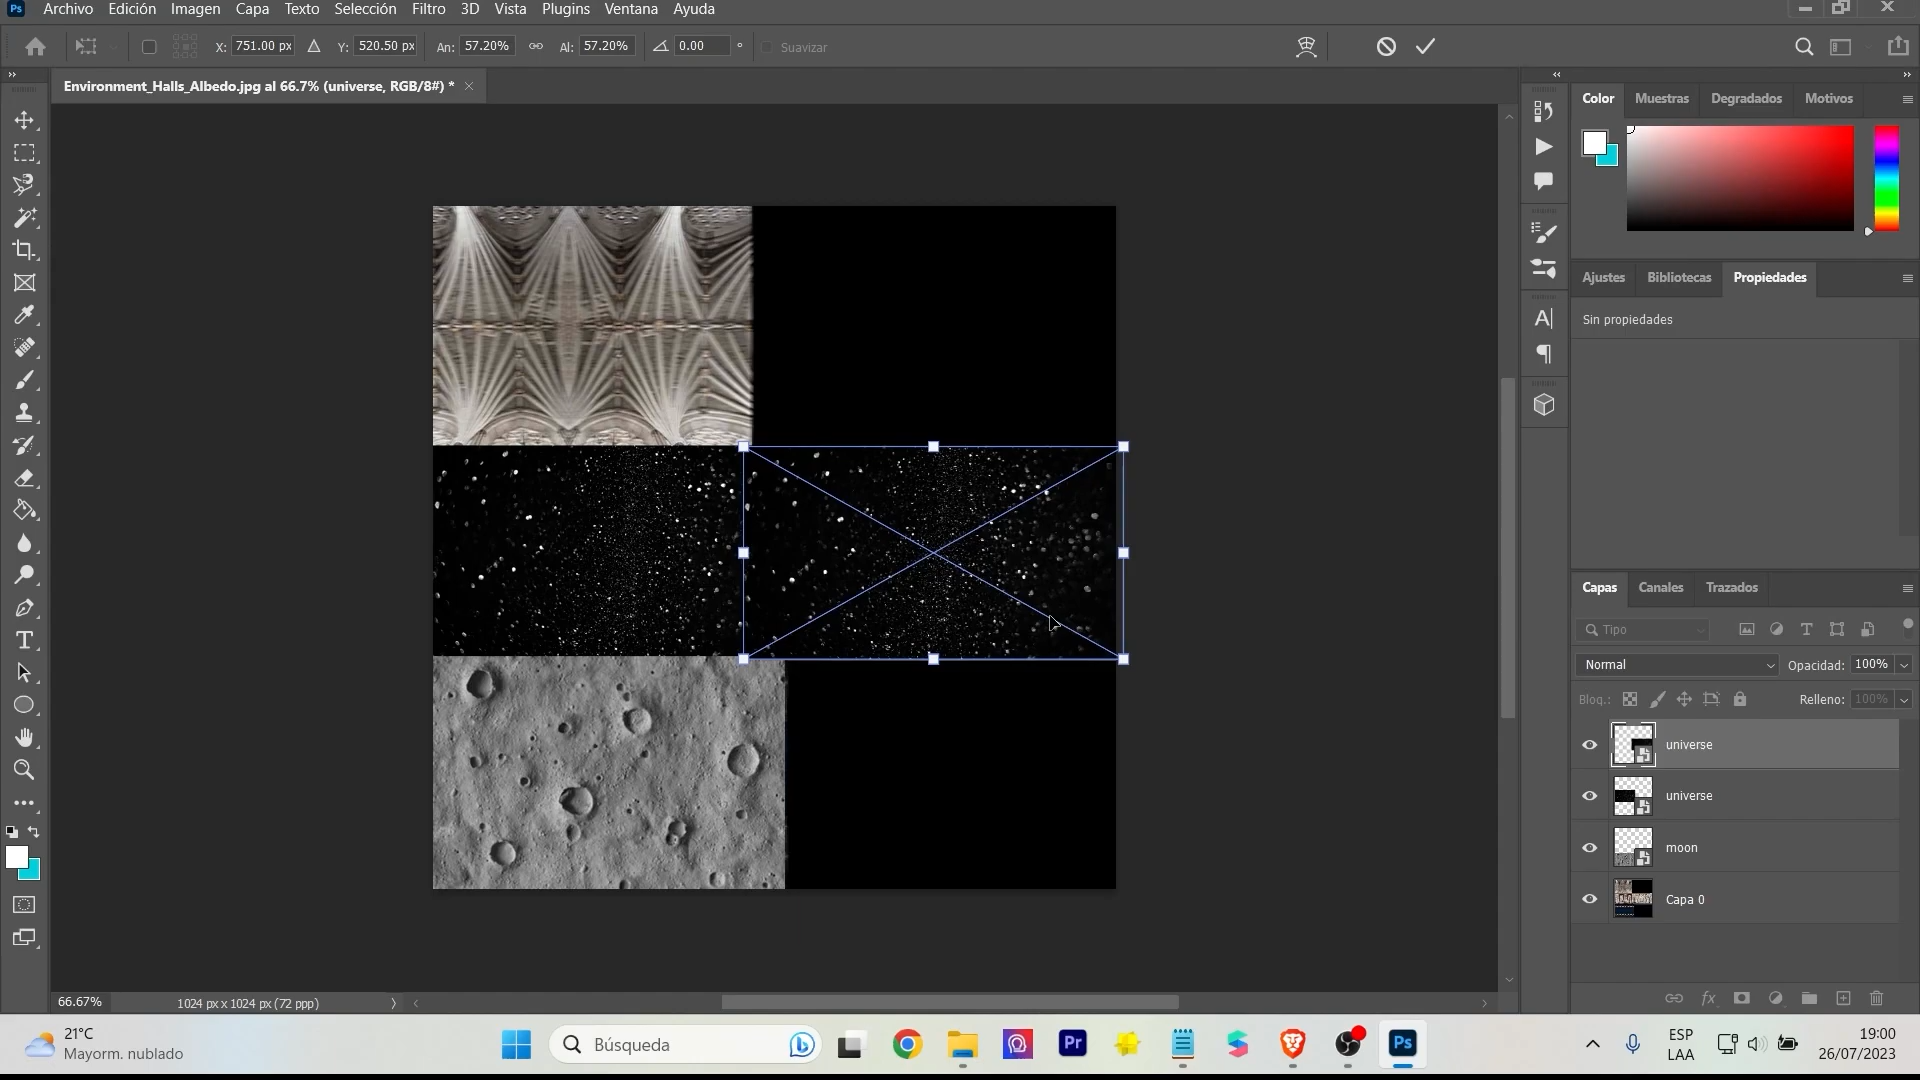 Ps Archivo Edición Imagen Capa Texto Selección Filtro 3D Vista Plugins Ventana Ayuda
X: 751.00 px Y: 520.50 px An: 57.20% Al: 57.20% 0.00 ° Suavizar
Environment_Halls_Albedo.jpg al 66.7% (universe, RGB/8#) *
Color Muestras Degradados Motivos
Ajustes Bibliotecas Propiedades
Sin propiedades
Capas Canales Trazados
Tipo
Normal Opacidad: 100%
Bloq.: Relleno: 100%
universe
universe
moon
Capa 0
66.67% 1024 px x 1024 px (72 ppp)
21°C
Mayorm. nublado
Búsqueda
Pr
Ps
ESP
LAA
19:00
26/07/2023